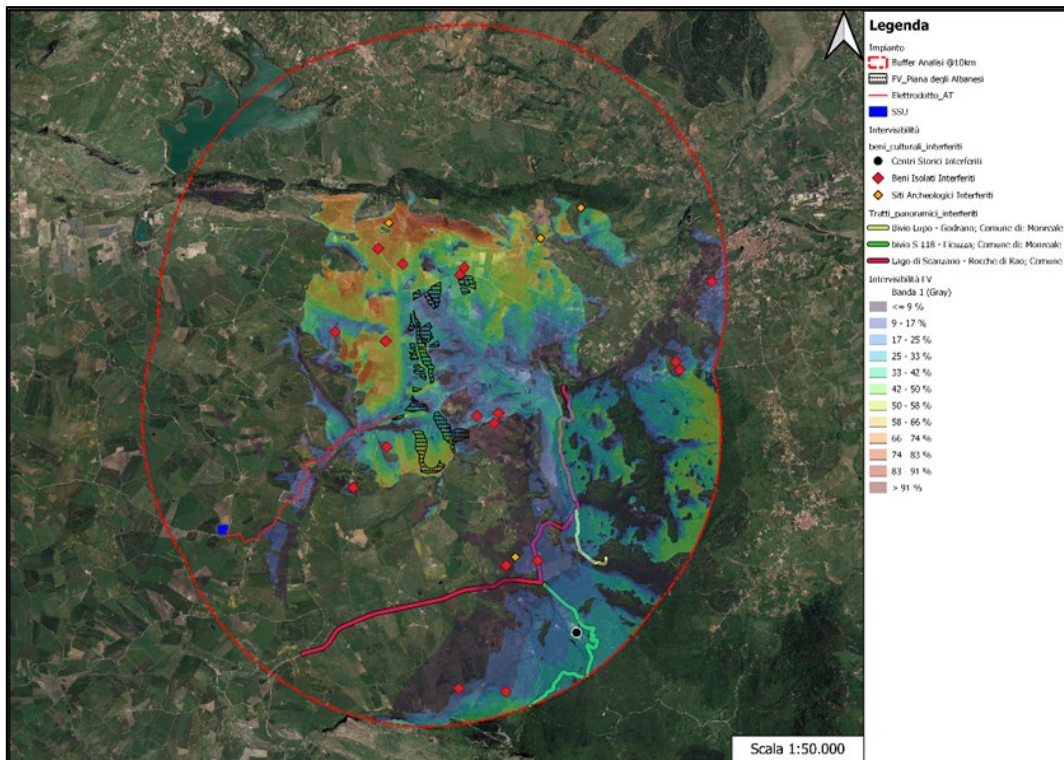 Legenda
Impianto
Buffer Analisi @10km
FV_Piana degli Albanesi
Elettrodotto_AT
SSU
Intervisibilità
beni_culturali_interferiti
Centri Storici Interferiti
Beni Isolati Interferiti
Siti Archeologici Interferiti
Tratti_panoramici_interferiti
Bivio Lupo - Godrano; Comune di: Monreale
bivio S 118 - Ficuzza; Comune di: Monreale
Lago di Scanzano - Rocche di Rao; Comune
Intervisibilità FV
Banda 1 (Gray)
<= 9 %
9 - 17 %
17 - 25 %
25 - 33 %
33 - 42 %
42 - 50 %
50 - 58 %
58 - 66 %
66 - 74 %
74 - 83 %
83 - 91 %
> 91 %
Scala 1:50.000